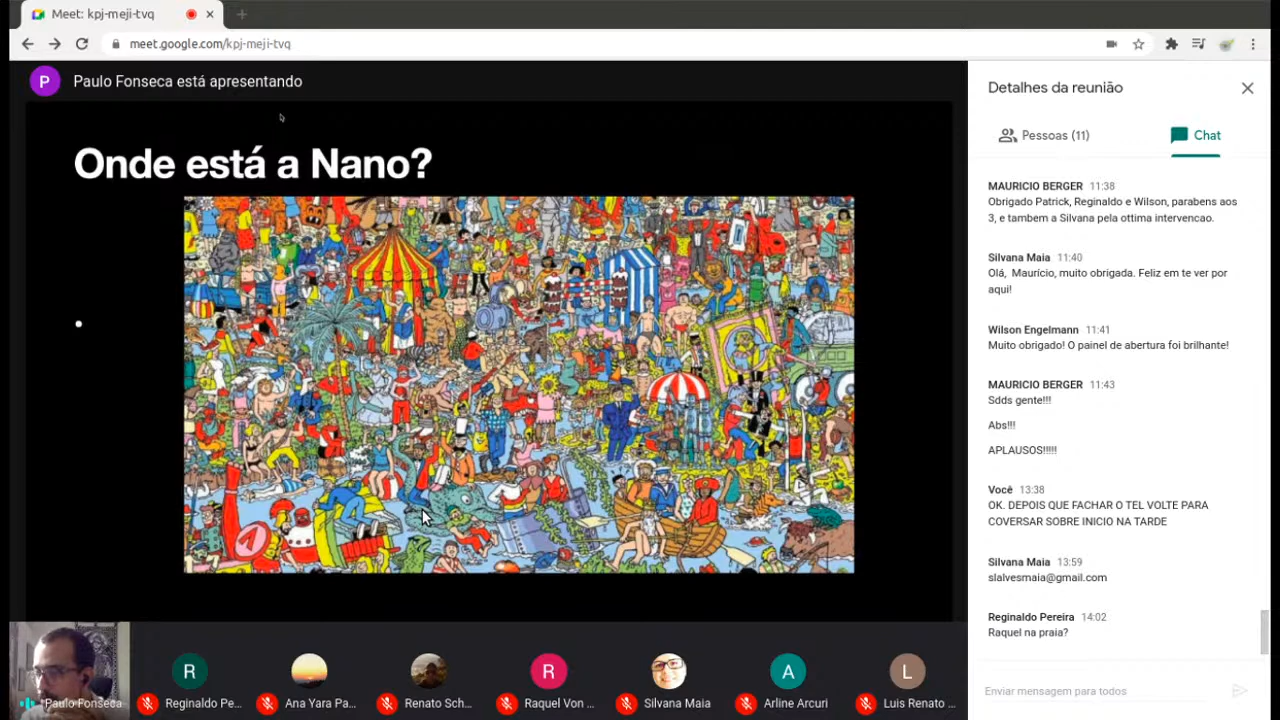 Meet: kpj-meji-tvq
meet.google.com/kpj-meji-tvq
P
Paulo Fonseca está apresentando
Onde está a Nano?
Detalhes da reunião
Pessoas (11)
Chat
MAURICIO BERGER 11:38
Obrigado Patrick, Reginaldo e Wilson, parabens aos
3, e tambem a Silvana pela ottima intervencao.
Silvana Maia 11:40
Olá, Maurício, muito obrigada. Feliz em te ver por
aqui!
Wilson Engelmann 11:41
Muito obrigado! O painel de abertura foi brilhante!
MAURICIO BERGER 11:43
Sdds gente!!!
Abs!!!
APLAUSOS!!!!!
Você 13:38
OK. DEPOIS QUE FACHAR O TEL VOLTE PARA
COVERSAR SOBRE INICIO NA TARDE
Silvana Maia 13:59
slalvesmaia@gmail.com
Reginaldo Pereira 14:02
Raquel na praia?
Enviar mensagem para todos
R
R
A
L
Paulo Fonseca
Reginaldo Pe...
Ana Yara Pa...
Renato Sch...
Raquel Von ...
Silvana Maia
Arline Arcuri
Luis Renato ...